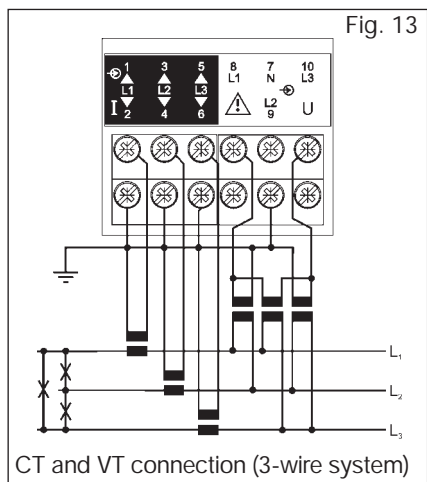 Fig. 13
1 3 5 8 7 10
L1 N L3
L1 L2 L3
I U
L2
2 4 6 9
L1
L2
L3
CT and VT connection (3-wire system)